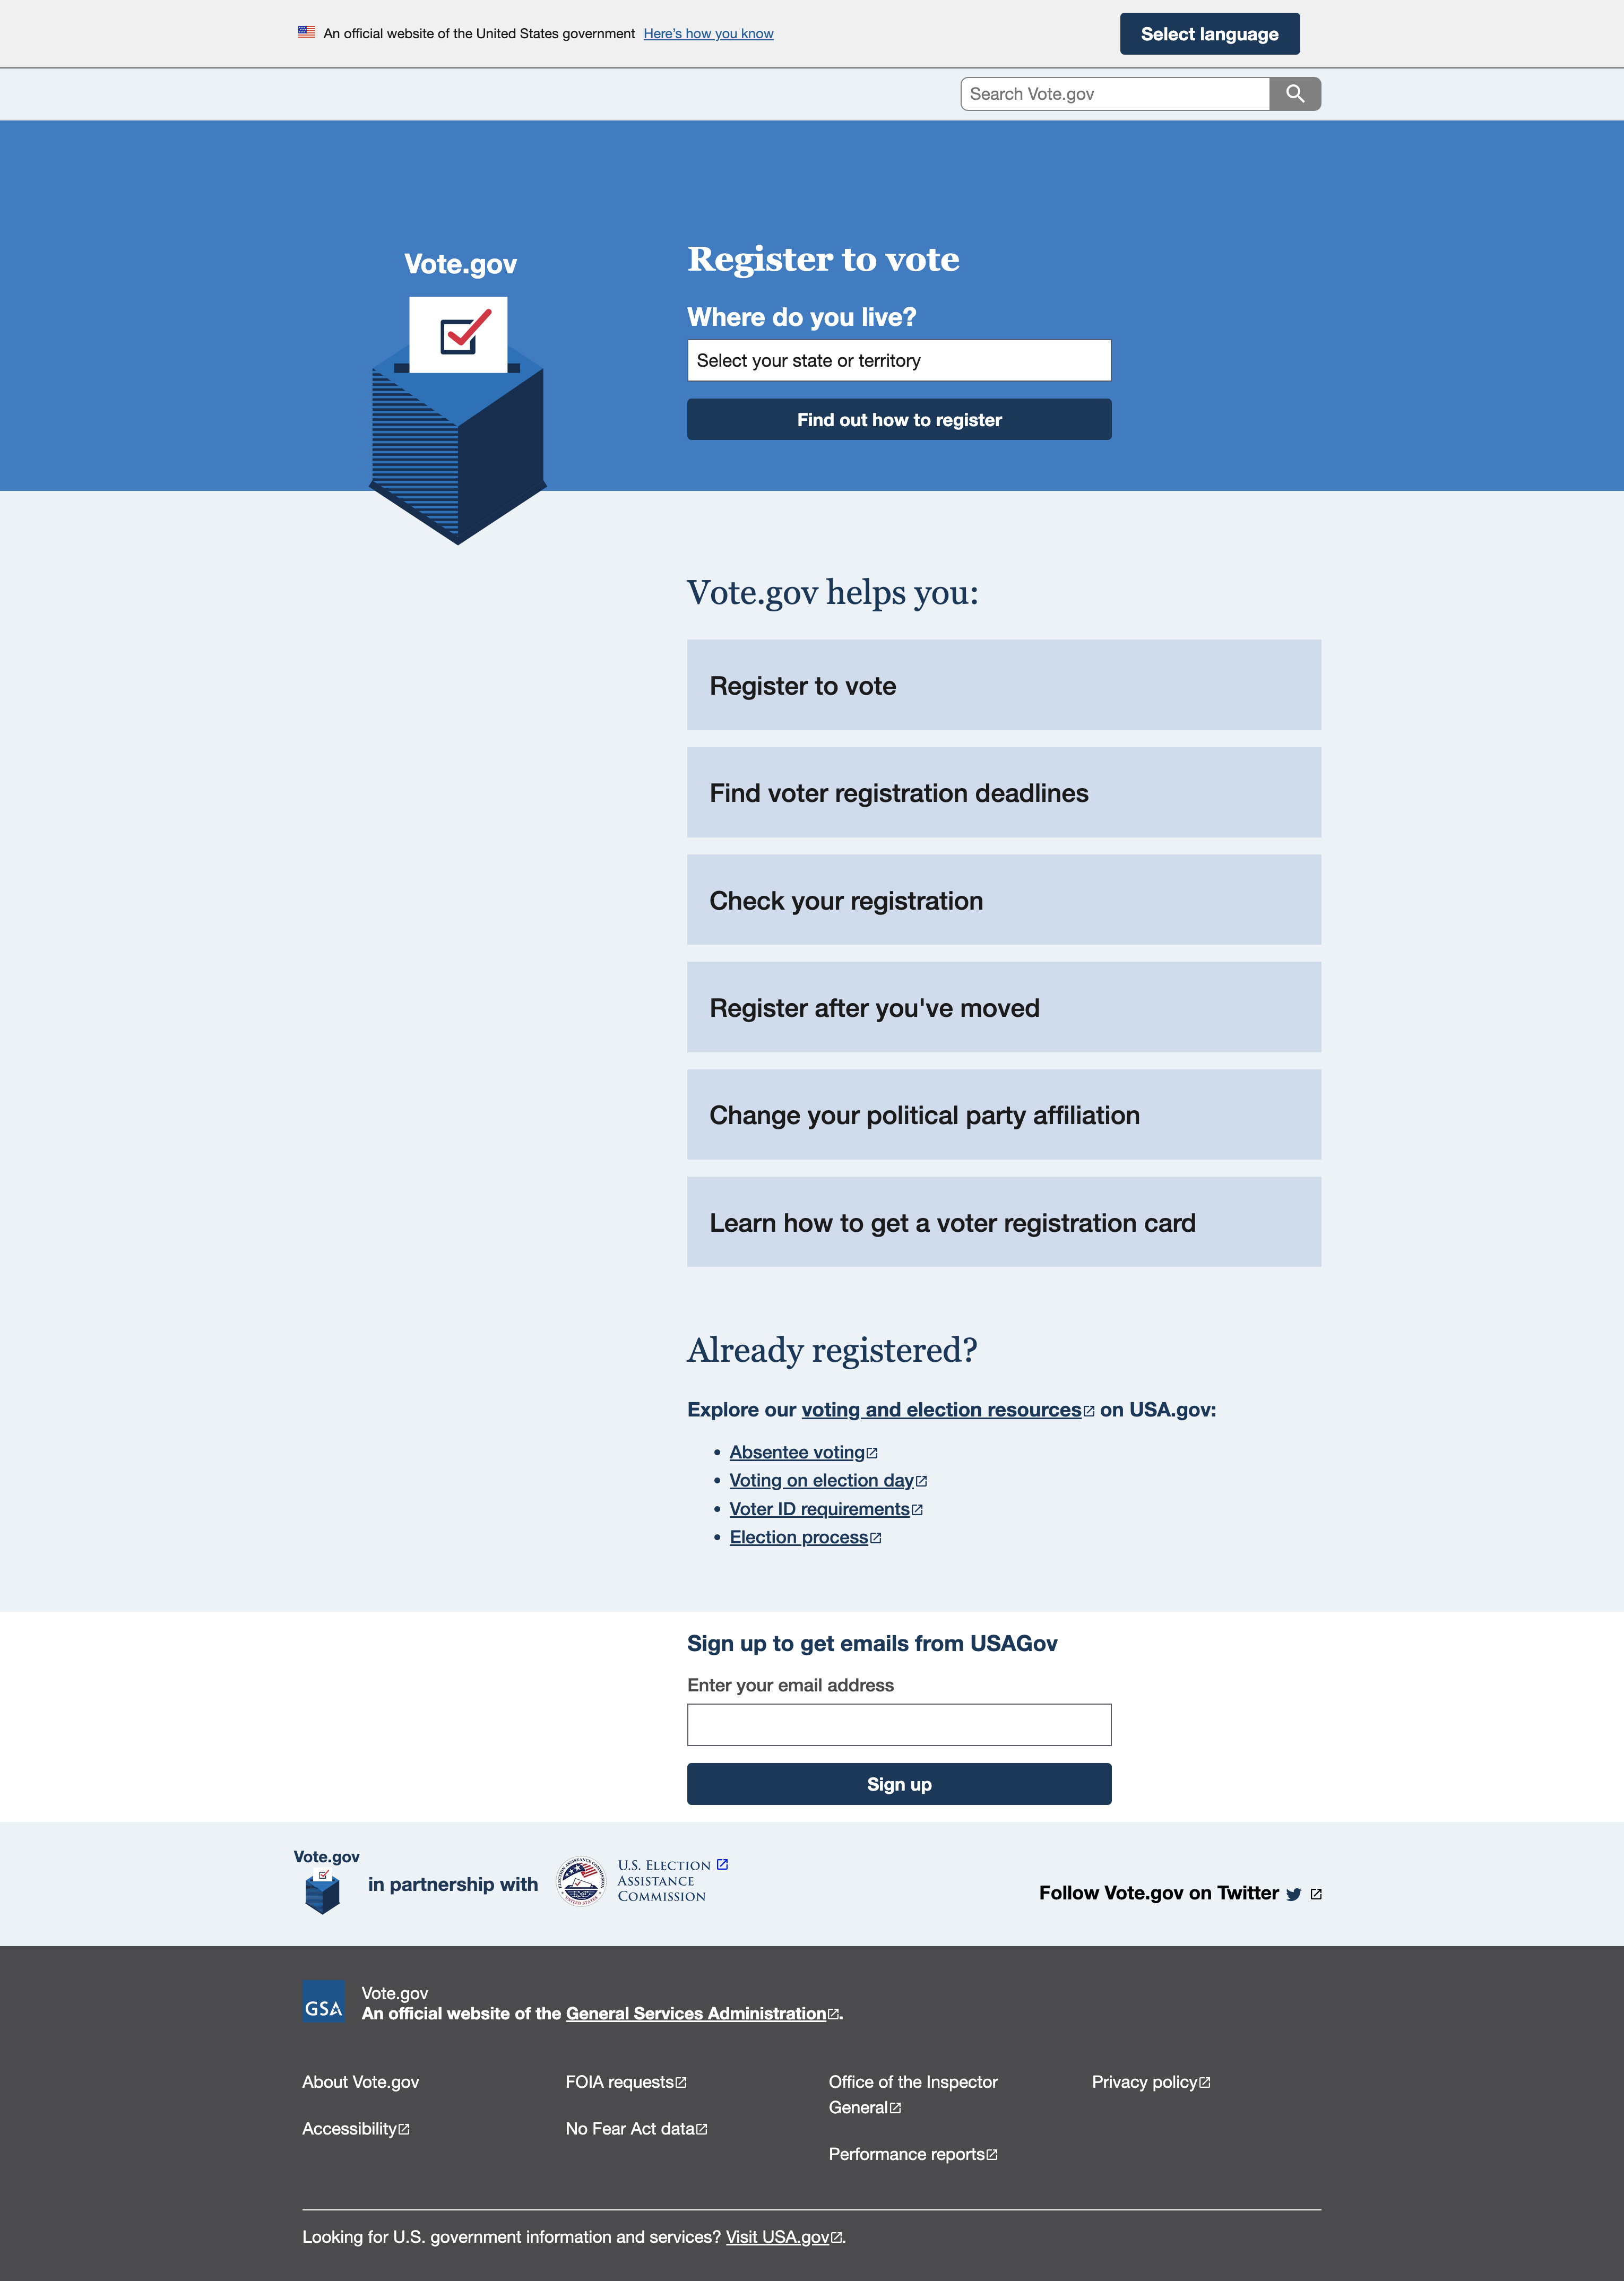 An official website of the United States government Here's how you know
Select language
Search Vote.gov
Vote.gov
Register to vote
Where do you live?
Select your state or territory
Find out how to register
Vote.gov helps you:
Register to vote
Find voter registration deadlines
Check your registration
Register after you've moved
Change your political party affiliation
Learn how to get a voter registration card
Already registered?
Explore our voting and election resources on USA.gov:
Absentee voting
Voting on election day
Voter ID requirements
Election process
Sign up to get emails from USAGov
Enter your email address
Sign up
Vote.gov
in partnership with
U.S. ELECTION
ASSISTANCE
COMMISSION
Follow Vote.gov on Twitter
GSA
Vote.gov
An official website of the General Services Administration.
About Vote.gov
Accessibility
FOIA requests
No Fear Act data
Office of the Inspector
General
Performance reports
Privacy policy
Looking for U.S. government information and services? Visit USA.gov.